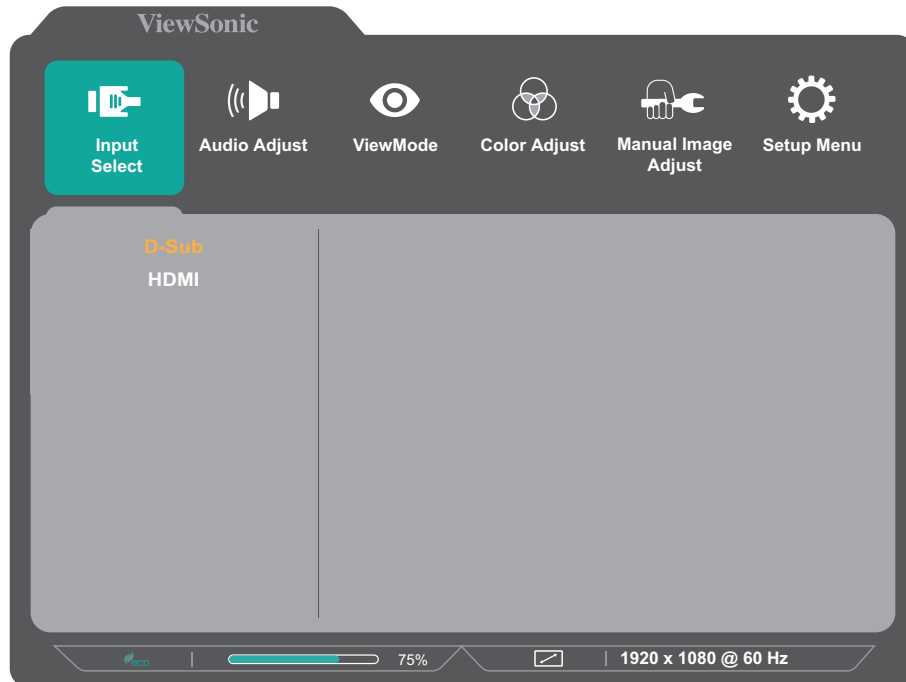 ViewSonic
Input Select
Audio Adjust
ViewMode
Color Adjust
Manual Image Adjust
Setup Menu
D-Sub
HDMI
eco
75%
1920 x 1080 @ 60 Hz